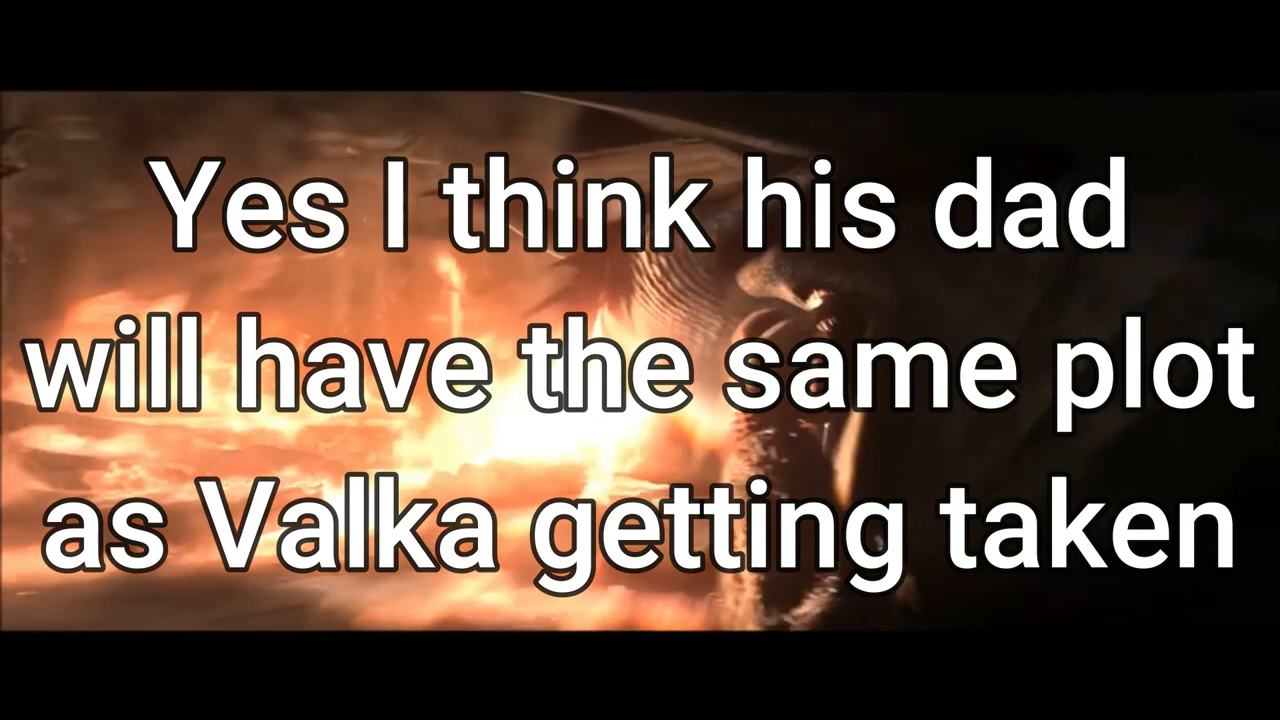 Yes I think his dad
will have the same plot
as Valka getting taken